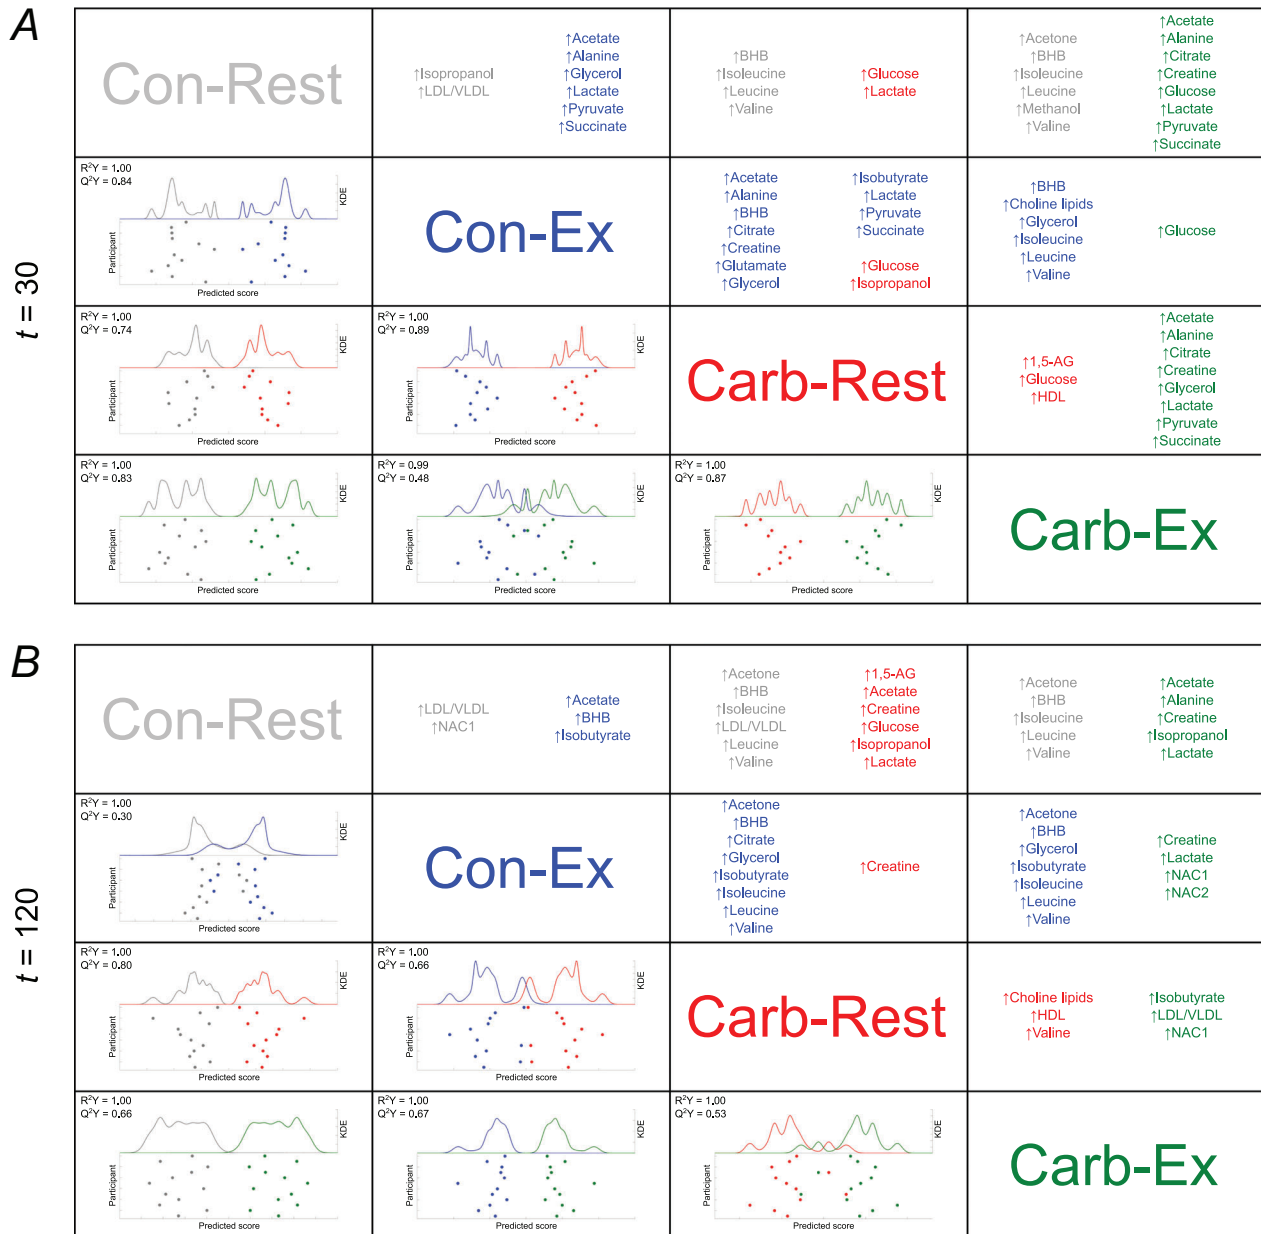 A
t = 30
Con-Rest
↑Isopropanol
↑LDL/VLDL
↑Acetate
↑Alanine
↑Glycerol
↑Lactate
↑Pyruvate
↑Succinate
↑BHB
↑Isoleucine
↑Leucine
↑Valine
↑Glucose
↑Lactate
↑Acetone
↑BHB
↑Isoleucine
↑Leucine
↑Methanol
↑Valine
↑Acetate
↑Alanine
↑Citrate
↑Creatine
↑Glucose
↑Lactate
↑Pyruvate
↑Succinate
R²Y = 1.00
Q²Y = 0.84
KDE
Participant
Predicted score
Con-Ex
↑Acetate
↑Alanine
↑BHB
↑Citrate
↑Creatine
↑Glutamate
↑Glycerol
↑Isobutyrate
↑Lactate
↑Pyruvate
↑Succinate
↑Glucose
↑Isopropanol
↑BHB
↑Choline lipids
↑Glycerol
↑Isoleucine
↑Leucine
↑Valine
↑Glucose
R²Y = 1.00
Q²Y = 0.74
KDE
Participant
Predicted score
R²Y = 1.00
Q²Y = 0.89
KDE
Participant
Predicted score
Carb-Rest
↑1,5-AG
↑Glucose
↑HDL
↑Acetate
↑Alanine
↑Citrate
↑Creatine
↑Glycerol
↑Lactate
↑Pyruvate
↑Succinate
R²Y = 1.00
Q²Y = 0.83
KDE
Participant
Predicted score
R²Y = 0.99
Q²Y = 0.48
KDE
Participant
Predicted score
R²Y = 1.00
Q²Y = 0.87
KDE
Participant
Predicted score
Carb-Ex
B
t = 120
Con-Rest
↑LDL/VLDL
↑NAC1
↑Acetate
↑BHB
↑Isobutyrate
↑Acetone
↑BHB
↑Isoleucine
↑LDL/VLDL
↑Leucine
↑Valine
↑1,5-AG
↑Acetate
↑Creatine
↑Glucose
↑Isopropanol
↑Lactate
↑Acetone
↑BHB
↑Isoleucine
↑Leucine
↑Valine
↑Acetate
↑Alanine
↑Creatine
↑Isopropanol
↑Lactate
R²Y = 1.00
Q²Y = 0.30
KDE
Participant
Predicted score
Con-Ex
↑Acetone
↑BHB
↑Citrate
↑Glycerol
↑Isobutyrate
↑Isoleucine
↑Leucine
↑Valine
↑Creatine
↑Acetone
↑BHB
↑Glycerol
↑Isobutyrate
↑Isoleucine
↑Leucine
↑Valine
↑Creatine
↑Lactate
↑NAC1
↑NAC2
R²Y = 1.00
Q²Y = 0.80
KDE
Participant
Predicted score
R²Y = 1.00
Q²Y = 0.66
KDE
Participant
Predicted score
Carb-Rest
↑Choline lipids
↑HDL
↑Valine
↑Isobutyrate
↑LDL/VLDL
↑NAC1
R²Y = 1.00
Q²Y = 0.66
KDE
Participant
Predicted score
R²Y = 1.00
Q²Y = 0.67
KDE
Participant
Predicted score
R²Y = 1.00
Q²Y = 0.53
KDE
Participant
Predicted score
Carb-Ex